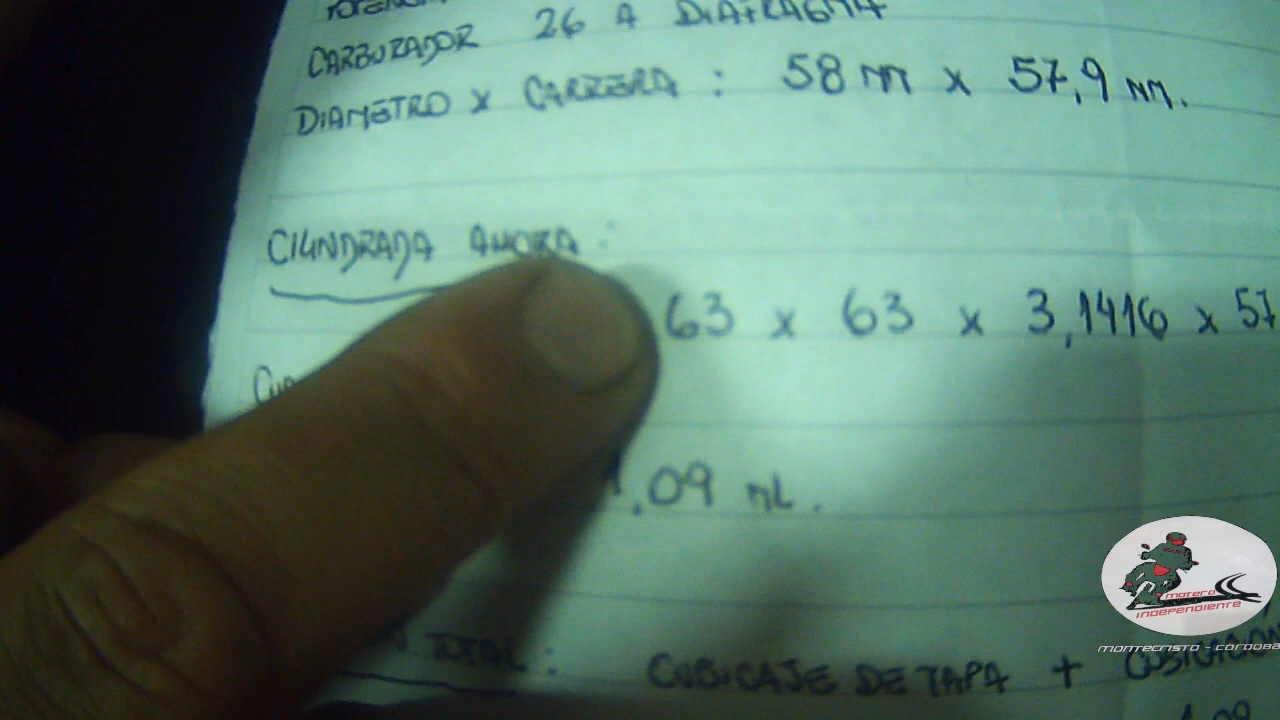 CARBURADOR 26 A DIAFRAGMA
DIAMETRO X CARRERA : 58 mm x 57,9 mm.
CILINDRADA AHORA :
63 x 63 x 3,1416 x 57
,09 ml.
TOTAL : CUBICAJE DE TAPA +
MOTERO
INDEPENDIENTE
MONTECRISTO - CORDOBA